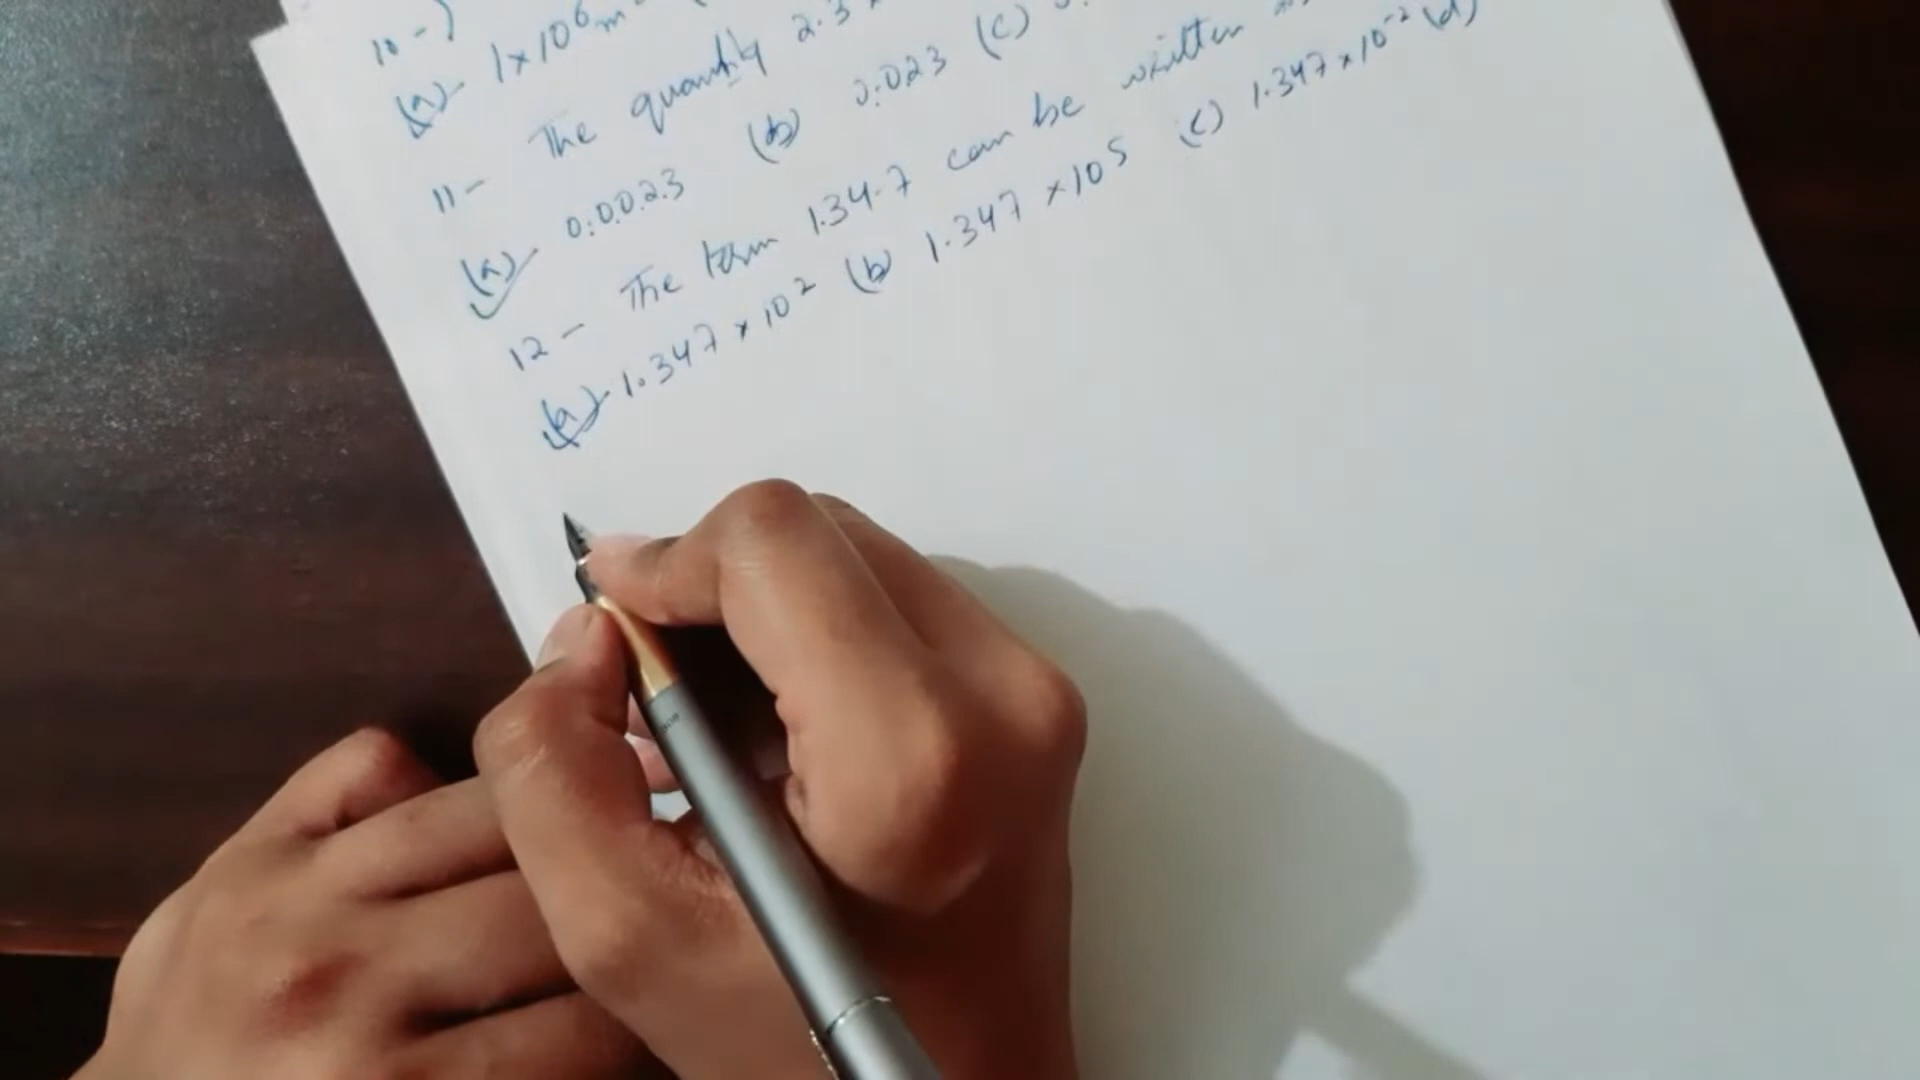 10-
(a) 1×10⁶m
11- The quantity 2.3
(a) 0.0023 (b) 0.023 (c)
12- The term 134.7 can be written
(a) 1.347 × 10² (b) 1.347 × 10⁵ (c) 1.347 × 10⁻² (d)